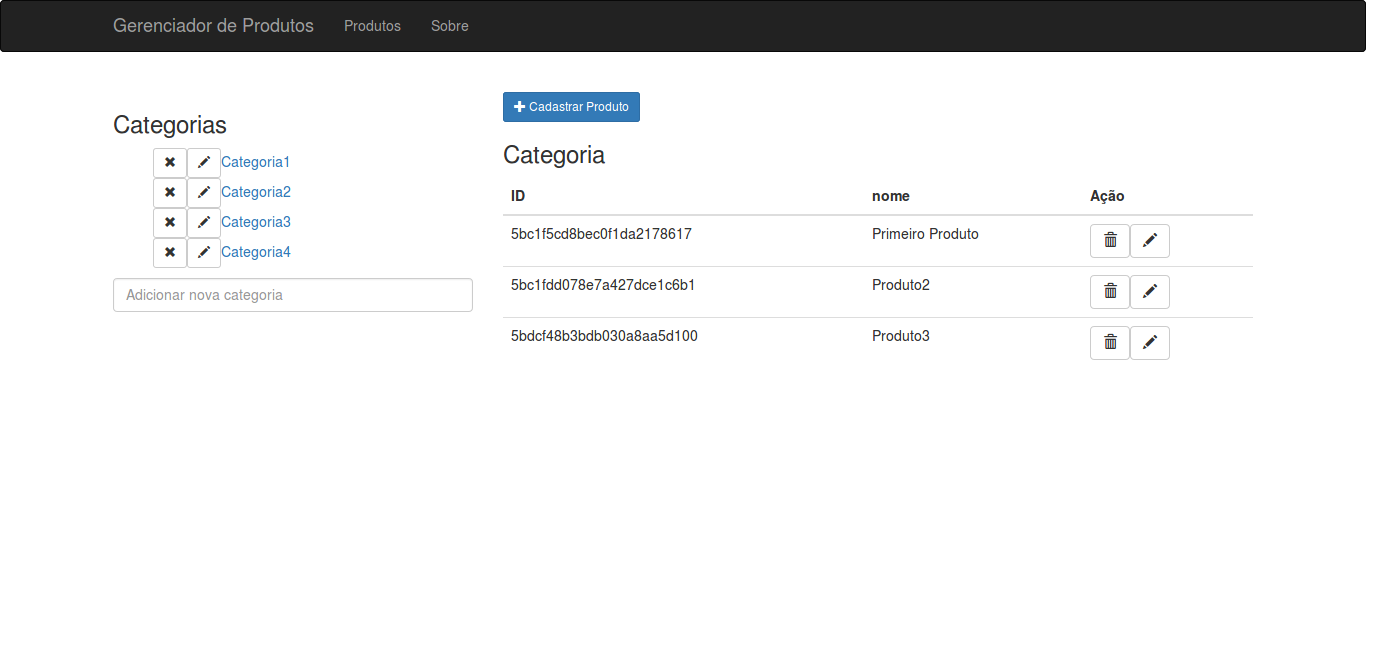 Gerenciador de Produtos Produtos Sobre
Categorias
Categoria1
Categoria2
Categoria3
Categoria4
Adicionar nova categoria
Cadastrar Produto
Categoria
ID nome Ação
5bc1f5cd8bec0f1da2178617 Primeiro Produto
5bc1fdd078e7a427dce1c6b1 Produto2
5bdcf48b3bdb030a8aa5d100 Produto3